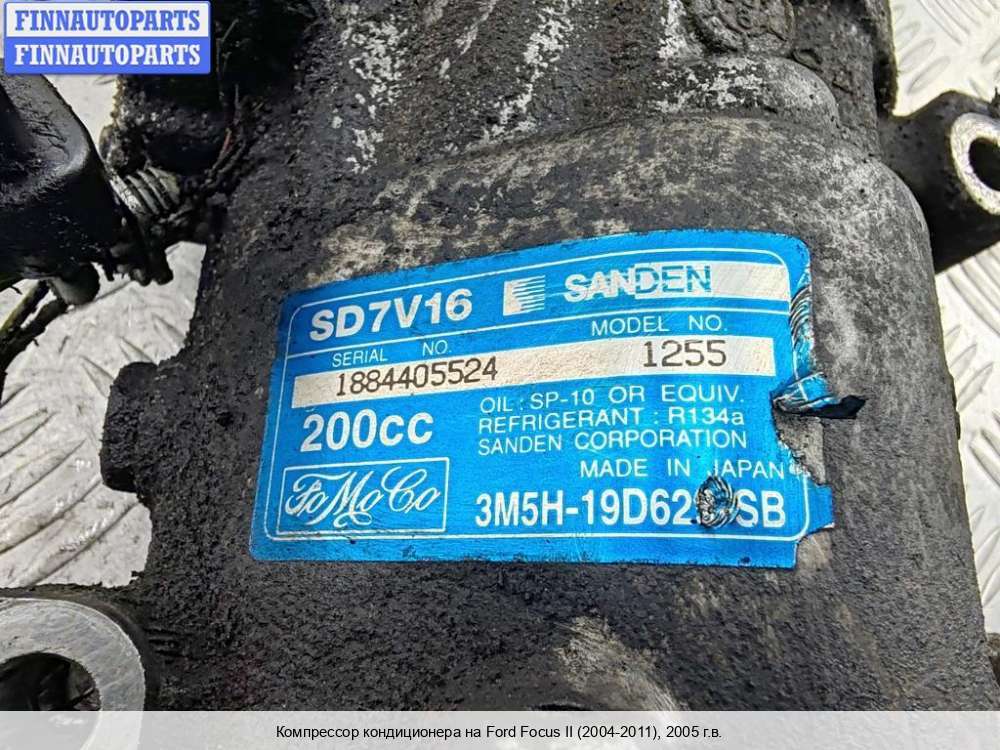 FINNAUTOPARTS
FINNAUTOPARTS
SD7V16 SANDEN
SERIAL NO. MODEL NO.
1884405524 1255
200cc OIL : SP-10 OR EQUIV.
REFRIGERANT : R134a
SANDEN CORPORATION
MADE IN JAPAN
FoMoCo
Компрессор кондиционера на Ford Focus II (2004-2011), 2005 г.в.